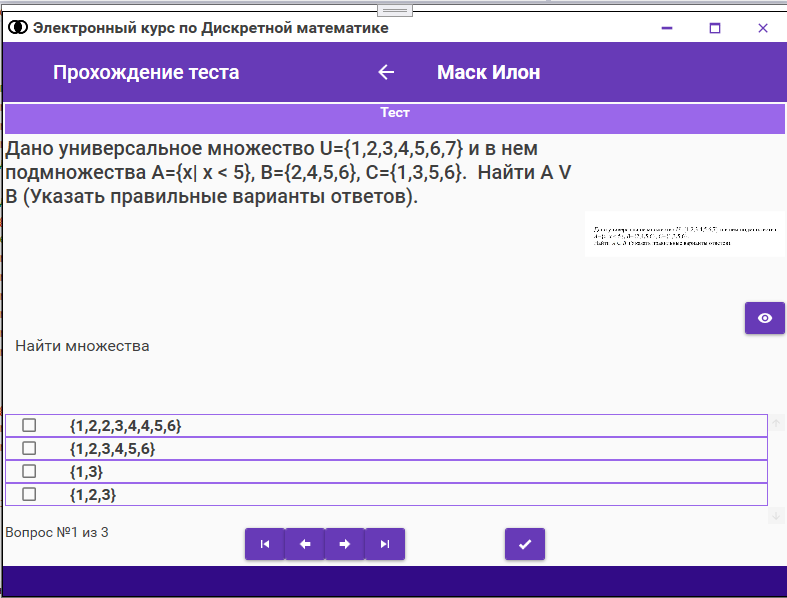 Электронный курс по Дискретной математике
Прохождение теста
Маск Илон
Тест
Дано универсальное множество U={1,2,3,4,5,6,7} и в нем
подмножества A={x| x < 5}, B={2,4,5,6}, C={1,3,5,6}. Найти A V
B (Указать правильные варианты ответов).
Найти множества
{1,2,2,3,4,4,5,6}
{1,2,3,4,5,6}
{1,3}
{1,2,3}
Вопрос №1 из 3